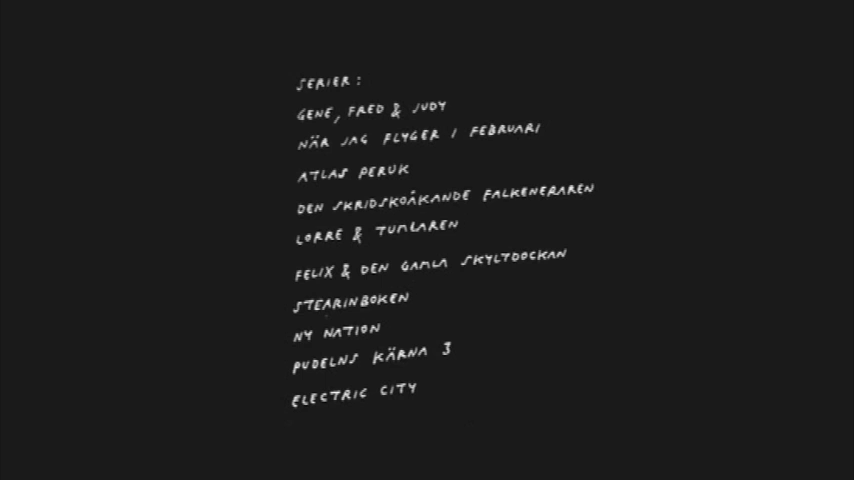 SERIER:
GENE, FRED & JUDY
NÄR JAG FLYGER I FEBRUARI
ATLAS PERUK
DEN SKRIDSKOÅKANDE FALKENERAREN
LORRE & TUMLAREN
FELIX & DEN GAMLA SKYLTDOCKAN
STEARINBOKEN
NY NATION
PUDELNS KÄRNA 3
ELECTRIC CITY